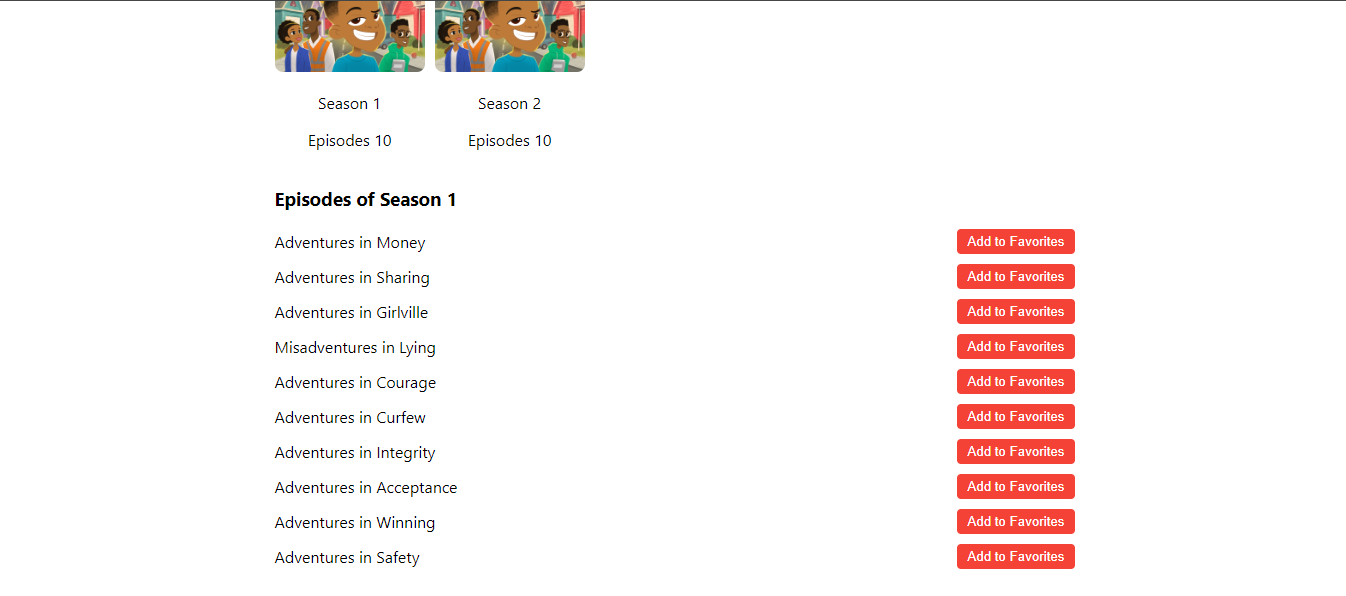 Season 1 Season 2
Episodes 10 Episodes 10
Episodes of Season 1
Adventures in Money Add to Favorites
Adventures in Sharing Add to Favorites
Adventures in Girlville Add to Favorites
Misadventures in Lying Add to Favorites
Adventures in Courage Add to Favorites
Adventures in Curfew Add to Favorites
Adventures in Integrity Add to Favorites
Adventures in Acceptance Add to Favorites
Adventures in Winning Add to Favorites
Adventures in Safety Add to Favorites